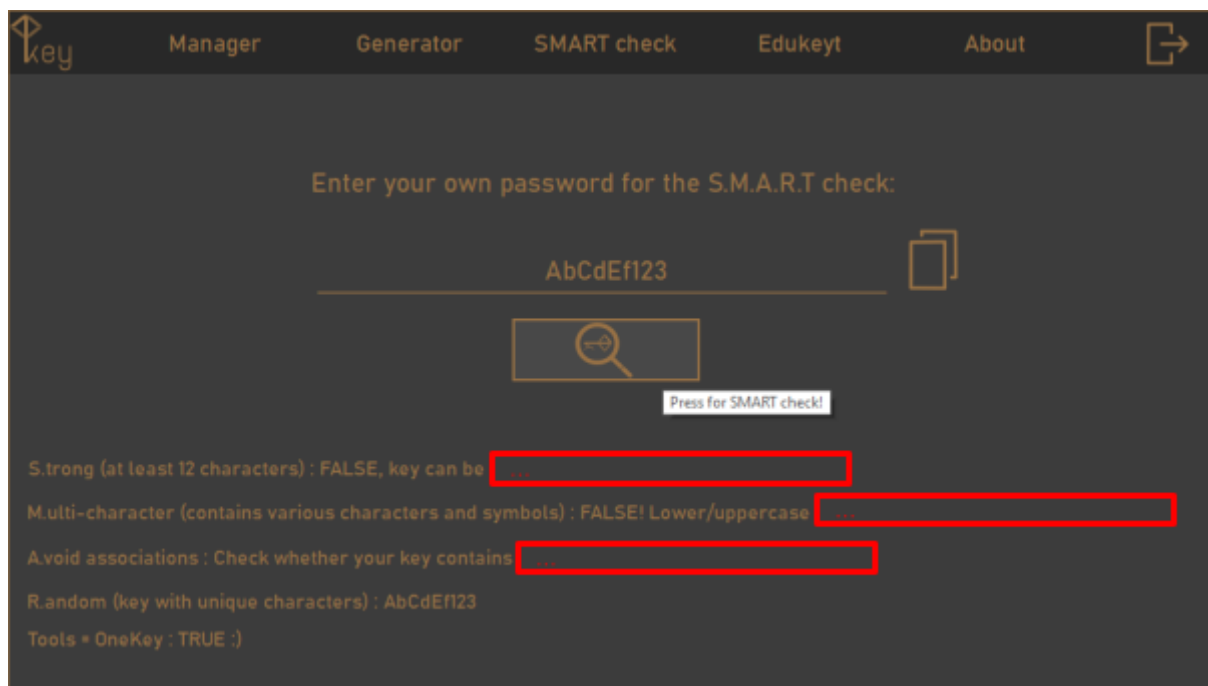 key Manager Generator SMART check Edukeyt About
Enter your own password for the S.M.A.R.T check:
AbCdEf123
Press for SMART check!
S.trong (at least 12 characters) : FALSE, key can be ...
M.ulti-character (contains various characters and symbols) : FALSE! Lower/uppercase ...
A.void associations : Check whether your key contains ...
R.andom (key with unique characters) : AbCdEf123
Tools = OneKey : TRUE :)